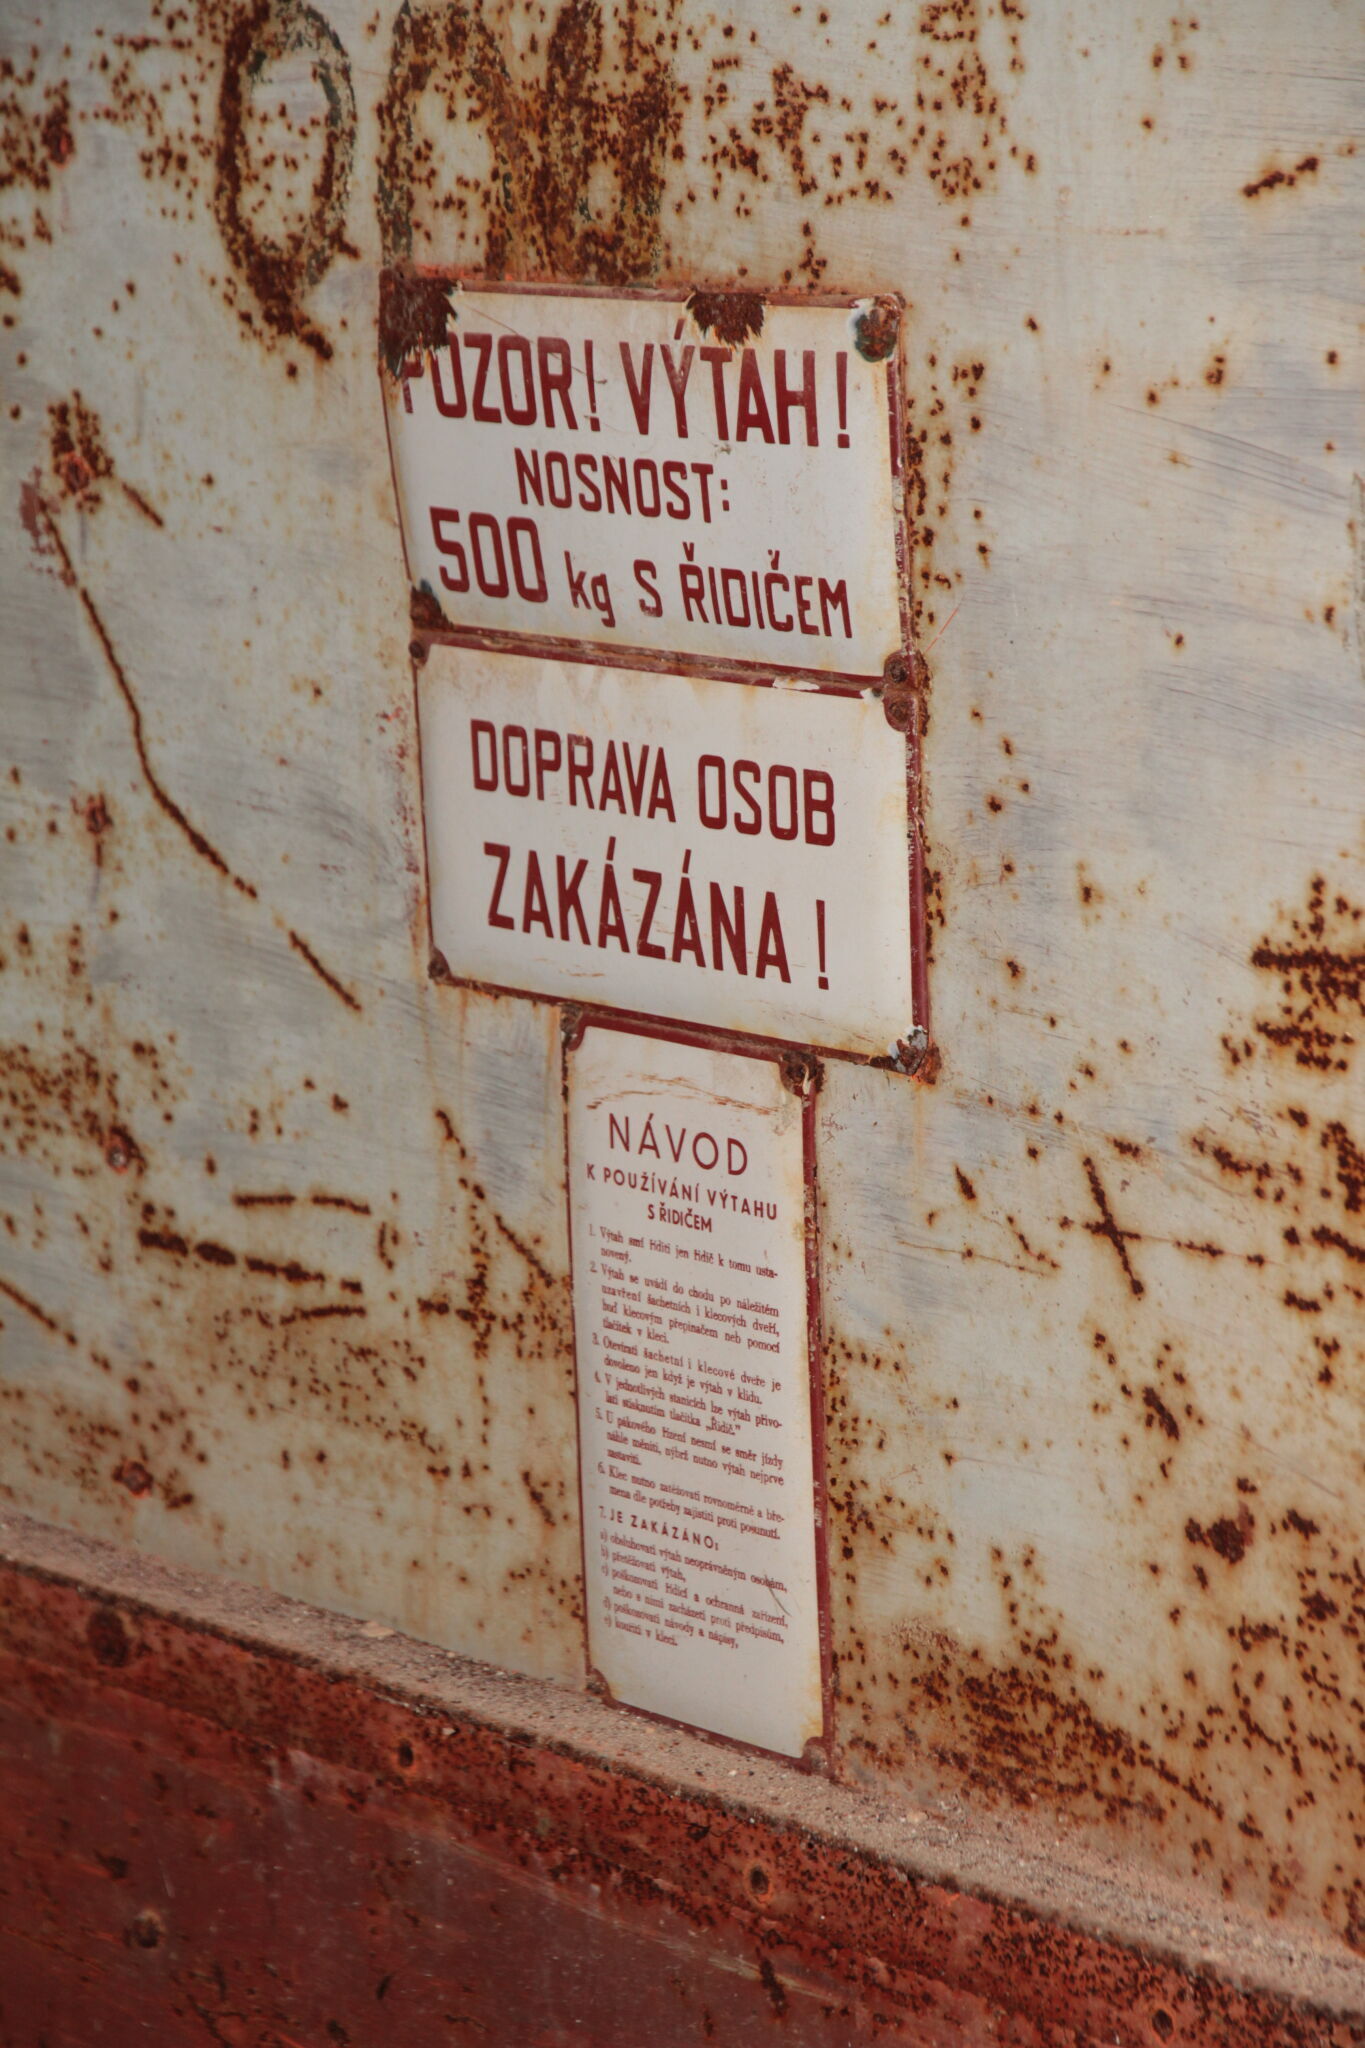 POZOR! VÝTAH!
NOSNOST:
500 kg S ŘIDIČEM
DOPRAVA OSOB
ZAKÁZÁNA!
NÁVOD
K POUŽÍVÁNÍ VÝTAHU
S ŘIDIČEM
1. Výtah smí říditi jen řidič k tomu usta-
novený.
2. Výtah se uvádí do chodu po náležitém
uzavření šachetních i klecových dveří,
buď klecovým přepinačem neb pomocí
tlačítek v kleci.
3. Otevírati šachetní i klecové dveře je
dovoleno jen když je výtah v klidu.
4. V jednotlivých stanicích lze výtah přivo-
lati stisknutím tlačítka „Řidič."
5. U pákového řízení nesmí se směr jízdy
náhle měniti, nýbrž nutno výtah nejprve
zastaviti.
6. Klec nutno zatěžovati rovnoměrně a bře-
mena dle potřeby zajistiti proti posunutí.
7. JE ZAKÁZÁNO:
a) obsluhovati výtah neoprávněným osobám,
b) přetěžovati výtah,
c) poškozovati řídicí a ochranná zařízení,
nebo s nimi zacházeti proti předpisům,
d) poškozovati návody a nápisy,
e) kouřiti v kleci.